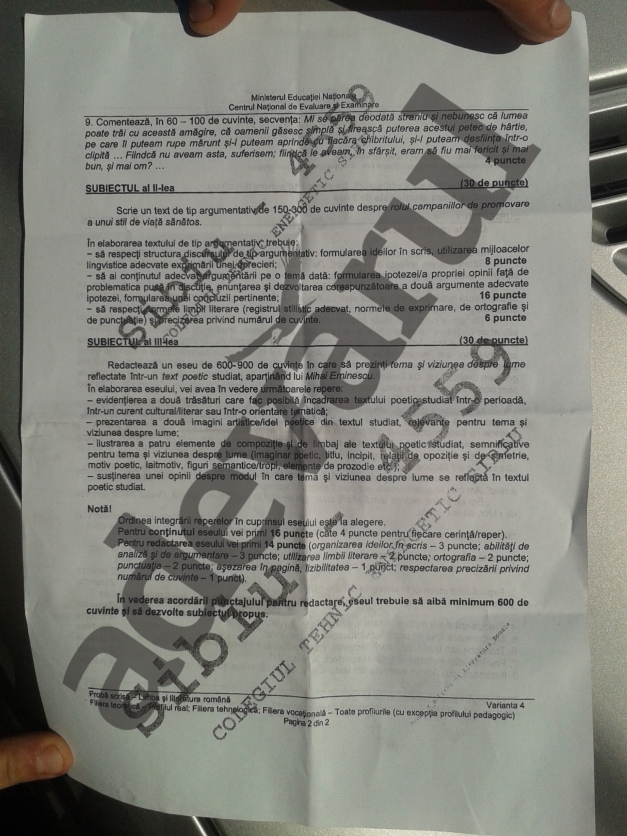 Ministerul Educației Naționale
Centrul Național de Evaluare și Examinare
9. Comentează, în 60 – 100 de cuvinte, secvența: Mi se părea deodată straniu și nebunesc că lumea
poate trăi cu această amăgire, că oamenii găsesc simplă și firească puterea acestui petec de hârtie,
pe care îl puteam rupe mărunt și-l puteam aprinde cu flacăra chibritului, și-l puteam desființa într-o
clipită … Fiindcă nu aveam asta, suferisem; fiindcă le aveam, în sfârșit, eram să fiu mai fericit și mai
bun, și mai om? …
4 puncte
SUBIECTUL al II-lea (30 de puncte)
Scrie un text de tip argumentativ de 150-300 de cuvinte despre rolul campaniilor de promovare
a unui stil de viață sănătos.
În elaborarea textului de tip argumentativ, trebuie:
– să respecți structura discursului de tip argumentativ: formularea ideilor în scris, utilizarea mijloacelor
lingvistice adecvate exprimării unei aprecieri; 8 puncte
– să ai conținutul adecvat argumentării pe o temă dată: formularea ipotezei/a propriei opinii față de
problematica pusă în discuție, enunțarea și dezvoltarea corespunzătoare a două argumente adecvate
ipotezei, formularea unei concluzii pertinente; 16 puncte
– să respecți normele limbii literare (registrul stilistic adecvat, normele de exprimare, de ortografie și
de punctuație) și precizarea privind numărul de cuvinte. 6 puncte
SUBIECTUL al III-lea (30 de puncte)
Redactează un eseu de 600-900 de cuvinte în care să prezinți tema și viziunea despre lume
reflectate într-un text poetic studiat, aparținând lui Mihai Eminescu.
În elaborarea eseului, vei avea în vedere următoarele repere:
– evidențierea a două trăsături care fac posibilă încadrarea textului poetic studiat într-o perioadă,
într-un curent cultural/literar sau într-o orientare tematică;
– prezentarea a două imagini artistice/idei poetice din textul studiat, relevante pentru tema și
viziunea despre lume;
– ilustrarea a patru elemente de compoziție și de limbaj ale textului poetic studiat, semnificative
pentru tema și viziunea despre lume (imaginar poetic, titlu, incipit, relații de opoziție și de simetrie,
motiv poetic, laitmotiv, figuri semantice/tropi, elemente de prozodie etc.);
– susținerea unei opinii despre modul în care tema și viziunea despre lume se reflectă în textul
poetic studiat.
Notă!
Ordinea integrării reperelor în cuprinsul eseului este la alegere.
Pentru conținutul eseului vei primi 16 puncte (câte 4 puncte pentru fiecare cerință/reper).
Pentru redactarea eseului vei primi 14 puncte (organizarea ideilor în scris – 3 puncte; abilități de
analiză și de argumentare – 3 puncte; utilizarea limbii literare – 2 puncte; ortografia – 2 puncte;
punctuația – 2 puncte; așezarea în pagină, lizibilitatea – 1 punct; respectarea precizării privind
numărul de cuvinte – 1 punct).
În vederea acordării punctajului pentru redactare, eseul trebuie să aibă minimum 600 de
cuvinte și să dezvolte subiectul propus.
Probă scrisă – Limba și literatura română Varianta 4
Filiera teoretică – Profilul real; Filiera tehnologică; Filiera vocațională – Toate profilurile (cu excepția profilului pedagogic)
Pagina 2 din 2
adevarul
Sibiu - 4559
COLEGIUL TEHNIC ENERGETIC SIBIU
Sibiu - 4559
COLEGIUL TEHNIC ENERGETIC SIBIU